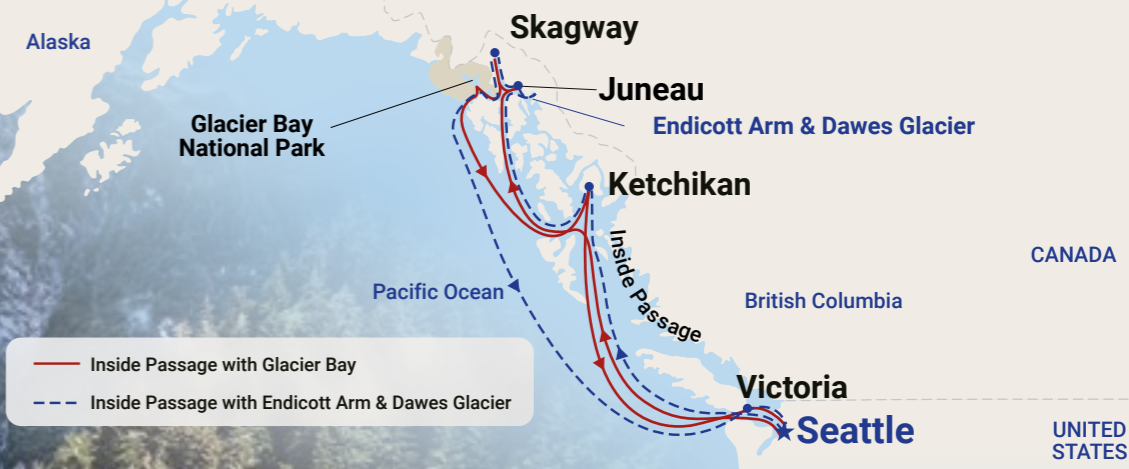 Skagway
Alaska
Juneau
Glacier Bay
National Park
Endicott Arm & Dawes Glacier
Ketchikan
Inside Passage
CANADA
Pacific Ocean
British Columbia
Inside Passage with Glacier Bay
Inside Passage with Endicott Arm & Dawes Glacier
Victoria
Seattle
UNITED
STATES